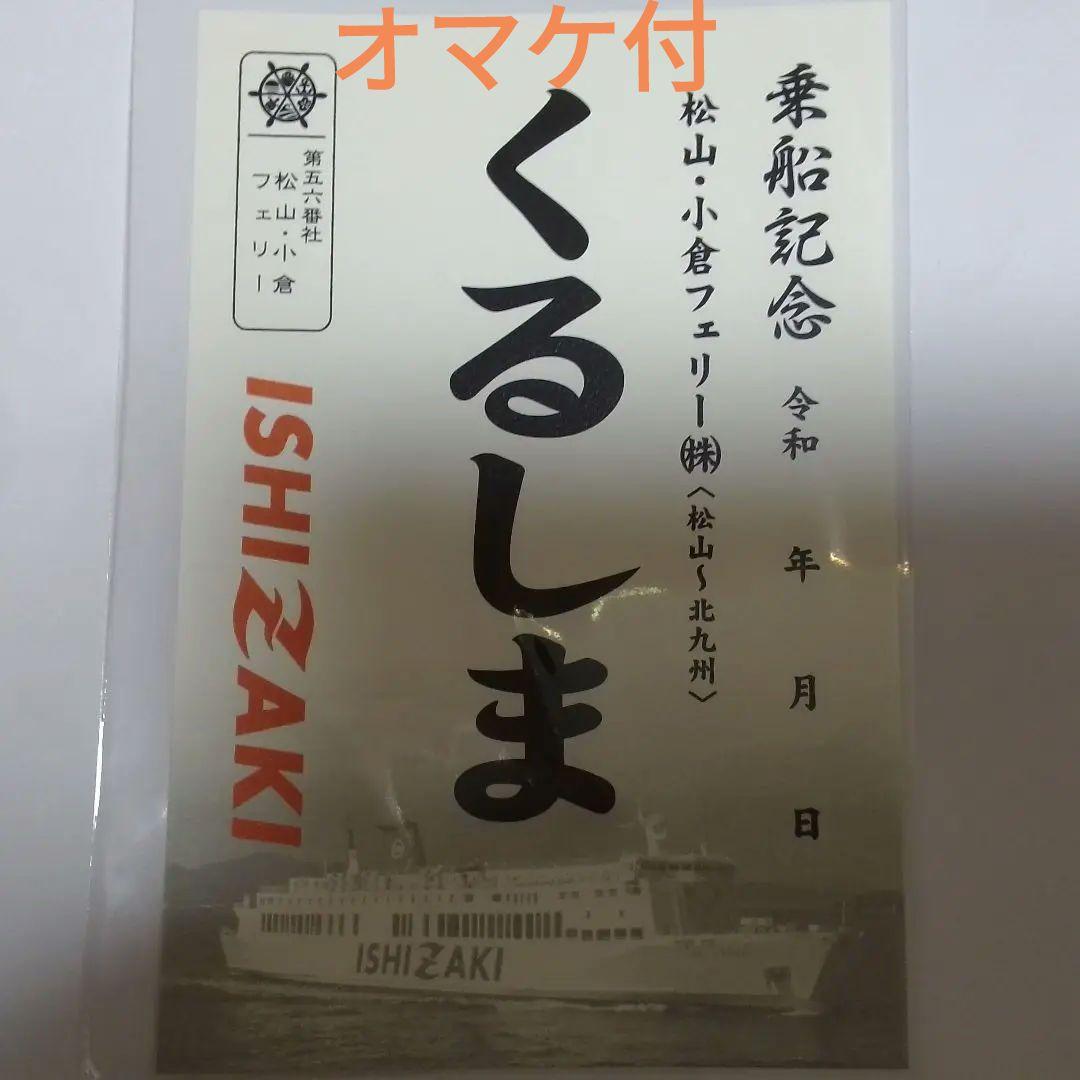 オマケ付
乗船記念 令和 年 月 日
松山・小倉フェリー㈱〈松山～北九州〉
くるしま
第五六番社
松山・小倉
フェリー
ISHIZAKI
ISHIZAKI